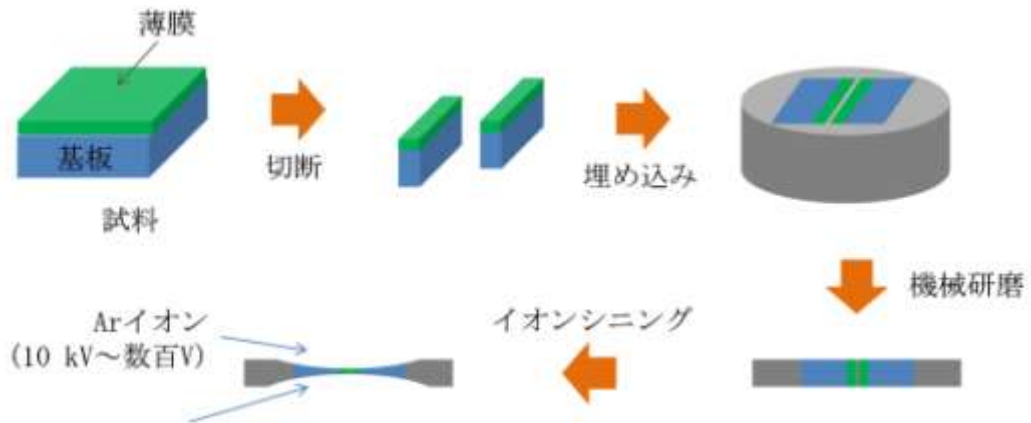 薄膜
基板
試料
切断
埋め込み
機械研磨
イオンシニング
Arイオン
(10 kV～数百V)